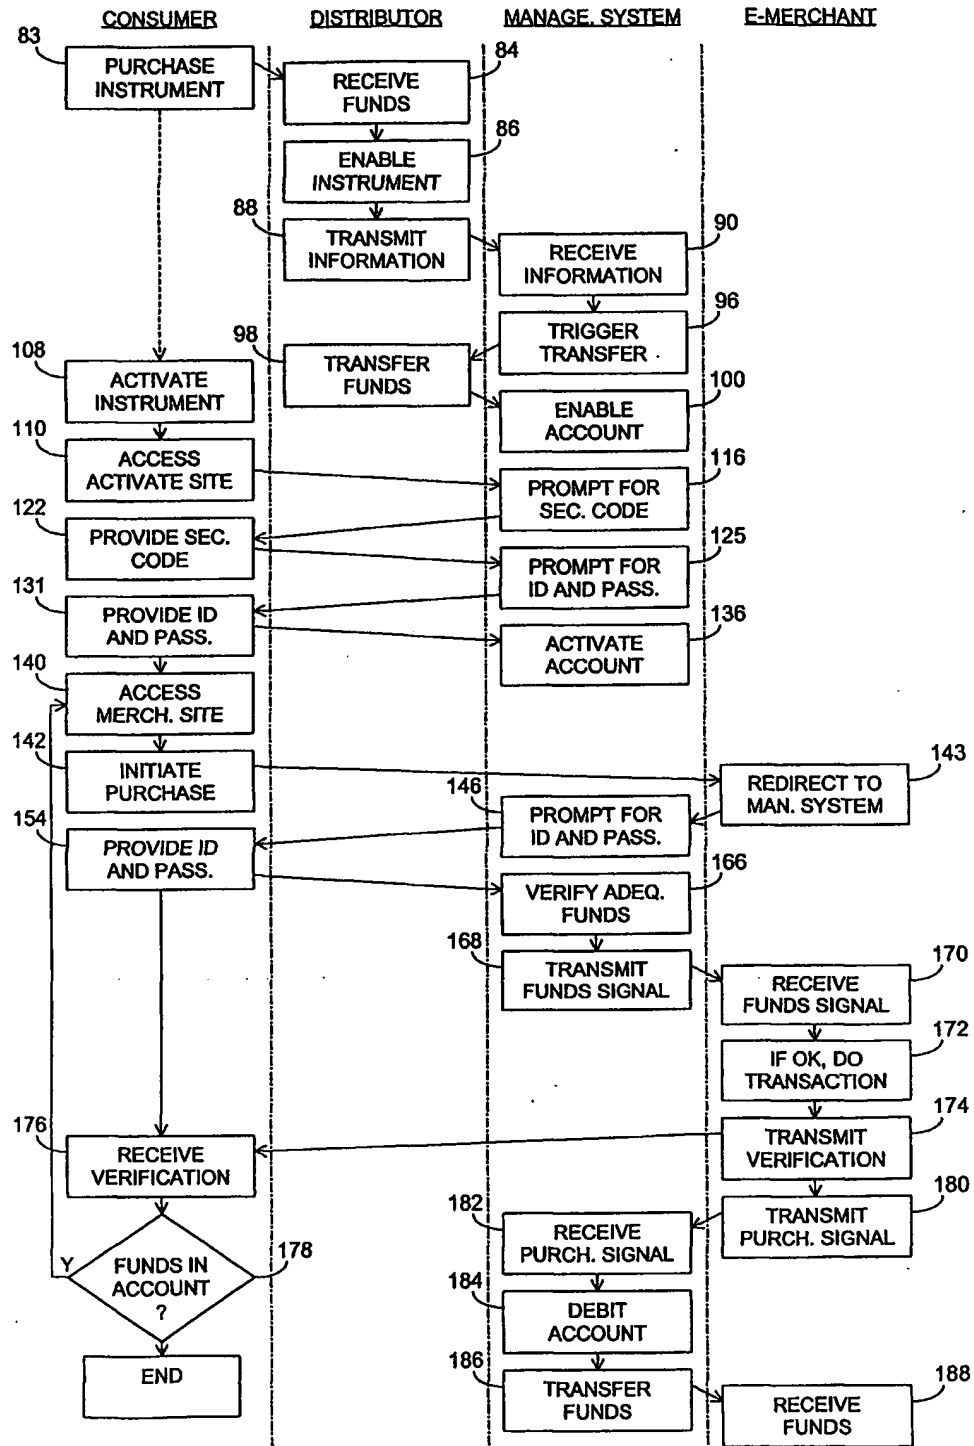 CONSUMER
DISTRIBUTOR
MANAGE. SYSTEM
E-MERCHANT
83
PURCHASE
INSTRUMENT
84
RECEIVE
FUNDS
86
ENABLE
INSTRUMENT
88
TRANSMIT
INFORMATION
90
RECEIVE
INFORMATION
96
TRIGGER
TRANSFER
98
TRANSFER
FUNDS
100
ENABLE
ACCOUNT
108
ACTIVATE
INSTRUMENT
110
ACCESS
ACTIVATE SITE
116
PROMPT FOR
SEC. CODE
122
PROVIDE SEC.
CODE
125
PROMPT FOR
ID AND PASS.
131
PROVIDE ID
AND PASS.
136
ACTIVATE
ACCOUNT
140
ACCESS
MERCH. SITE
142
INITIATE
PURCHASE
143
REDIRECT TO
MAN. SYSTEM
146
PROMPT FOR
ID AND PASS.
154
PROVIDE ID
AND PASS.
166
VERIFY ADEQ.
FUNDS
168
TRANSMIT
FUNDS SIGNAL
170
RECEIVE
FUNDS SIGNAL
172
IF OK, DO
TRANSACTION
174
TRANSMIT
VERIFICATION
176
RECEIVE
VERIFICATION
180
TRANSMIT
PURCH. SIGNAL
182
RECEIVE
PURCH. SIGNAL
178
Y
FUNDS IN
ACCOUNT
?
184
DEBIT
ACCOUNT
END
186
TRANSFER
FUNDS
188
RECEIVE
FUNDS